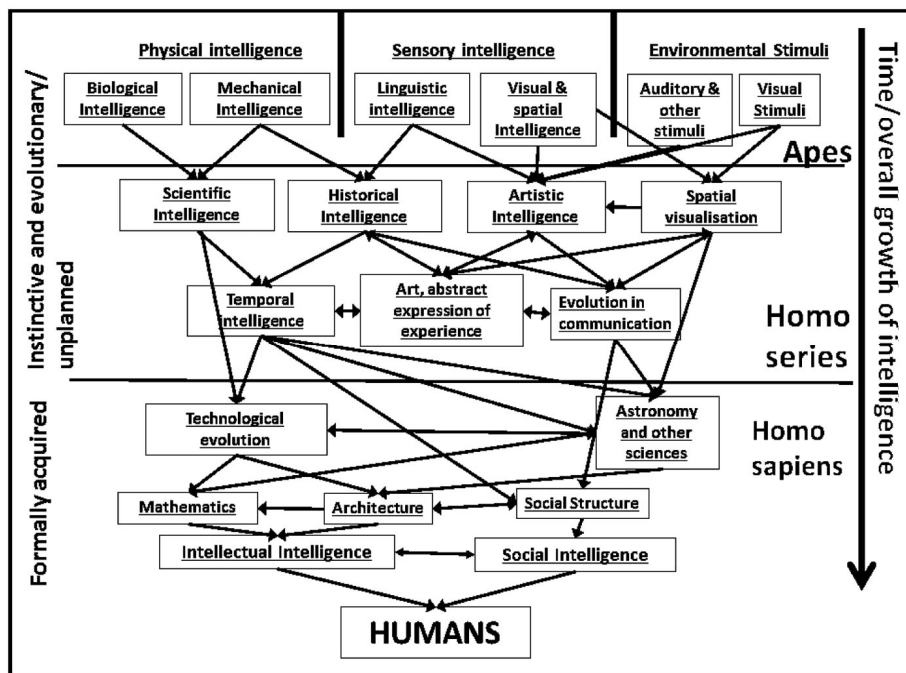 Physical intelligence
Sensory intelligence
Environmental Stimuli
Biological
Intelligence
Mechanical
Intelligence
Linguistic
intelligence
Visual &
spatial
Intelligence
Auditory &
other
stimuli
Visual
Stimuli
Apes
Scientific
Intelligence
Historical
Intelligence
Artistic
Intelligence
Spatial
visualisation
Temporal
intelligence
Art, abstract
expression of
experience
Evolution in
communication
Homo
series
Technological
evolution
Astronomy
and other
sciences
Homo
sapiens
Mathematics
Architecture
Social Structure
Intellectual Intelligence
Social Intelligence
HUMANS
Instinctive and evolutionary/
unplanned
Formally acquired
Time/overall growth of intelligence